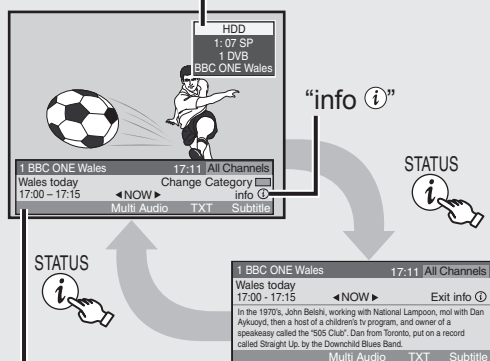 HDD
1: 07 SP
1 DVB
BBC ONE Wales
“info ⓘ”
1 BBC ONE Wales 17:11 All Channels
Wales today Change Category
17:00 – 17:15 ◄NOW► info ⓘ
Multi Audio TXT Subtitle
STATUS
i
STATUS
i
1 BBC ONE Wales 17:11 All Channels
Wales today
17:00 - 17:15 ◄NOW► Exit info ⓘ
In the 1970's, John Belshi, working with National Lampoon, mol with Dan
Aykuoyd, then a host of a children's tv program, and owner of a
speakeasy called the “505 Club”. Dan from Toronto, put on a record
called Straight Up. by the Downchild Blues Band.
Multi Audio TXT Subtitle